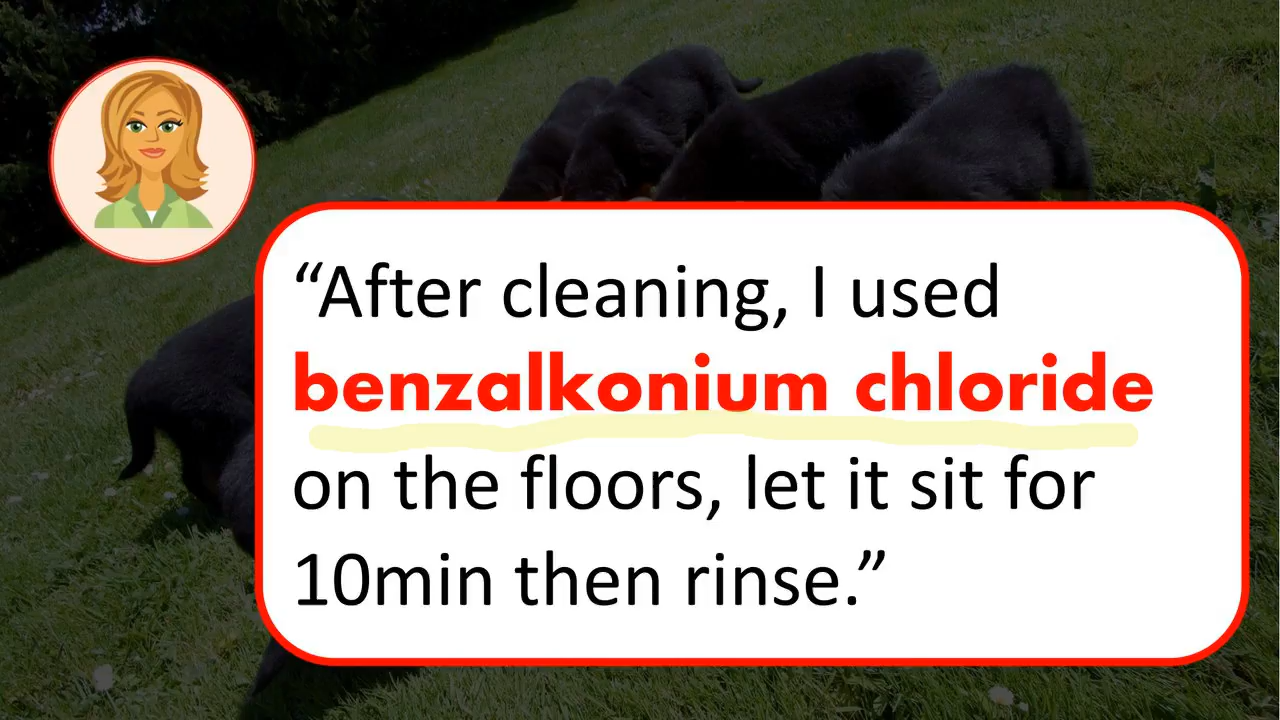 “After cleaning, I used
benzalkonium chloride
on the floors, let it sit for
10min then rinse.”